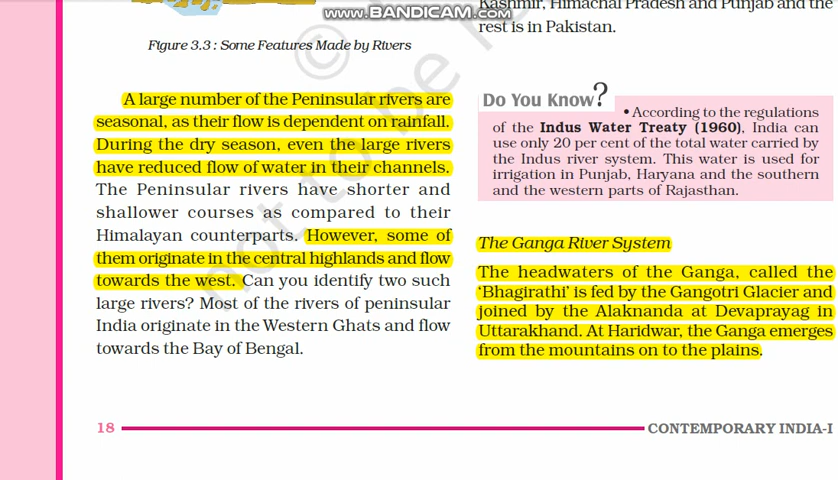 www.BANDICAM.com
Figure 3.3 : Some Features Made by Rivers
A large number of the Peninsular rivers are
seasonal, as their flow is dependent on rainfall.
During the dry season, even the large rivers
have reduced flow of water in their channels.
The Peninsular rivers have shorter and
shallower courses as compared to their
Himalayan counterparts. However, some of
them originate in the central highlands and flow
towards the west. Can you identify two such
large rivers? Most of the rivers of peninsular
India originate in the Western Ghats and flow
towards the Bay of Bengal.
Kashmir, Himachal Pradesh and Punjab and the
rest is in Pakistan.
Do You Know?
• According to the regulations
of the Indus Water Treaty (1960), India can
use only 20 per cent of the total water carried by
the Indus river system. This water is used for
irrigation in Punjab, Haryana and the southern
and the western parts of Rajasthan.
The Ganga River System
The headwaters of the Ganga, called the
‘Bhagirathi’ is fed by the Gangotri Glacier and
joined by the Alaknanda at Devaprayag in
Uttarakhand. At Haridwar, the Ganga emerges
from the mountains on to the plains.
18
CONTEMPORARY INDIA-I
© not to be re